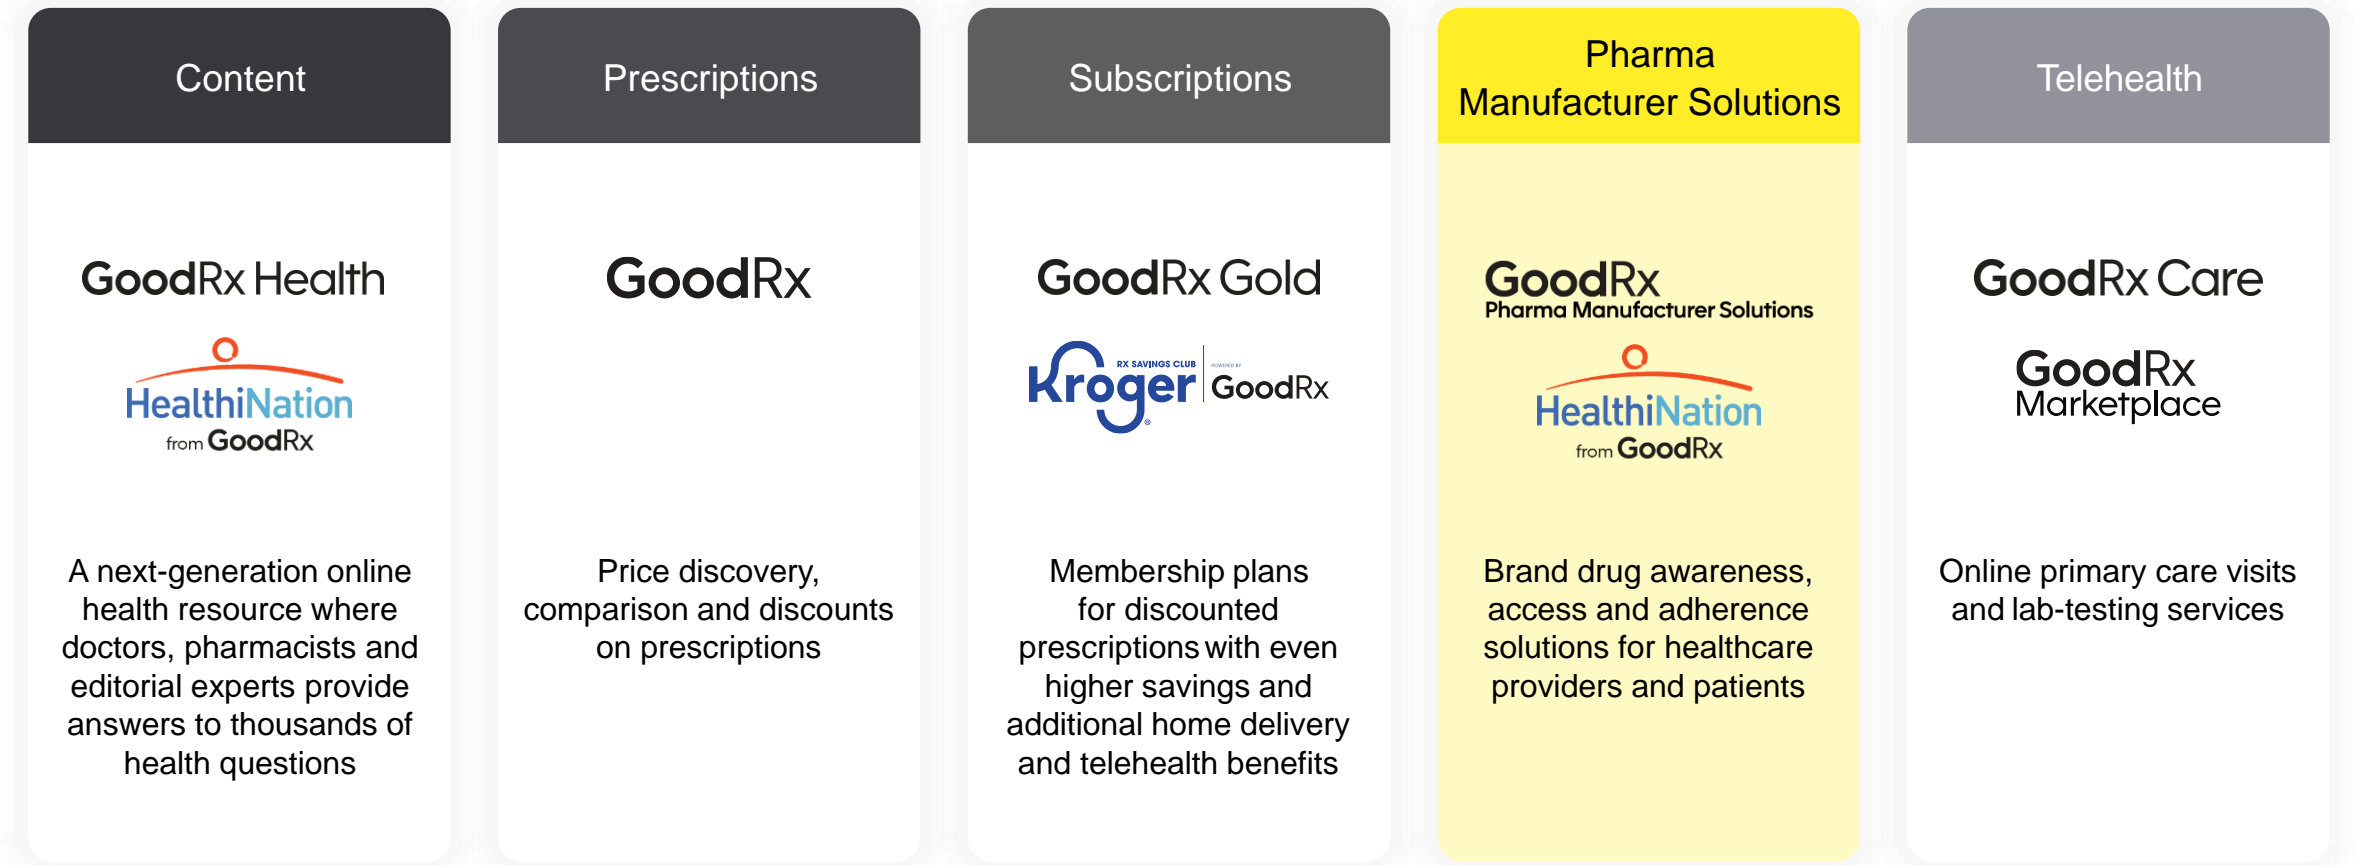 Content
GoodRx Health
HealthiNation
from GoodRx
A next-generation online
health resource where
doctors, pharmacists and
editorial experts provide
answers to thousands of
health questions
Prescriptions
GoodRx
Price discovery,
comparison and discounts
on prescriptions
Subscriptions
GoodRx Gold
RX SAVINGS CLUB
Kroger
®
POWERED BY
GoodRx
Membership plans
for discounted
prescriptions with even
higher savings and
additional home delivery
and telehealth benefits
Pharma
Manufacturer Solutions
GoodRx
Pharma Manufacturer Solutions
HealthiNation
from GoodRx
Brand drug awareness,
access and adherence
solutions for healthcare
providers and patients
Telehealth
GoodRx Care
GoodRx
Marketplace
Online primary care visits
and lab-testing services